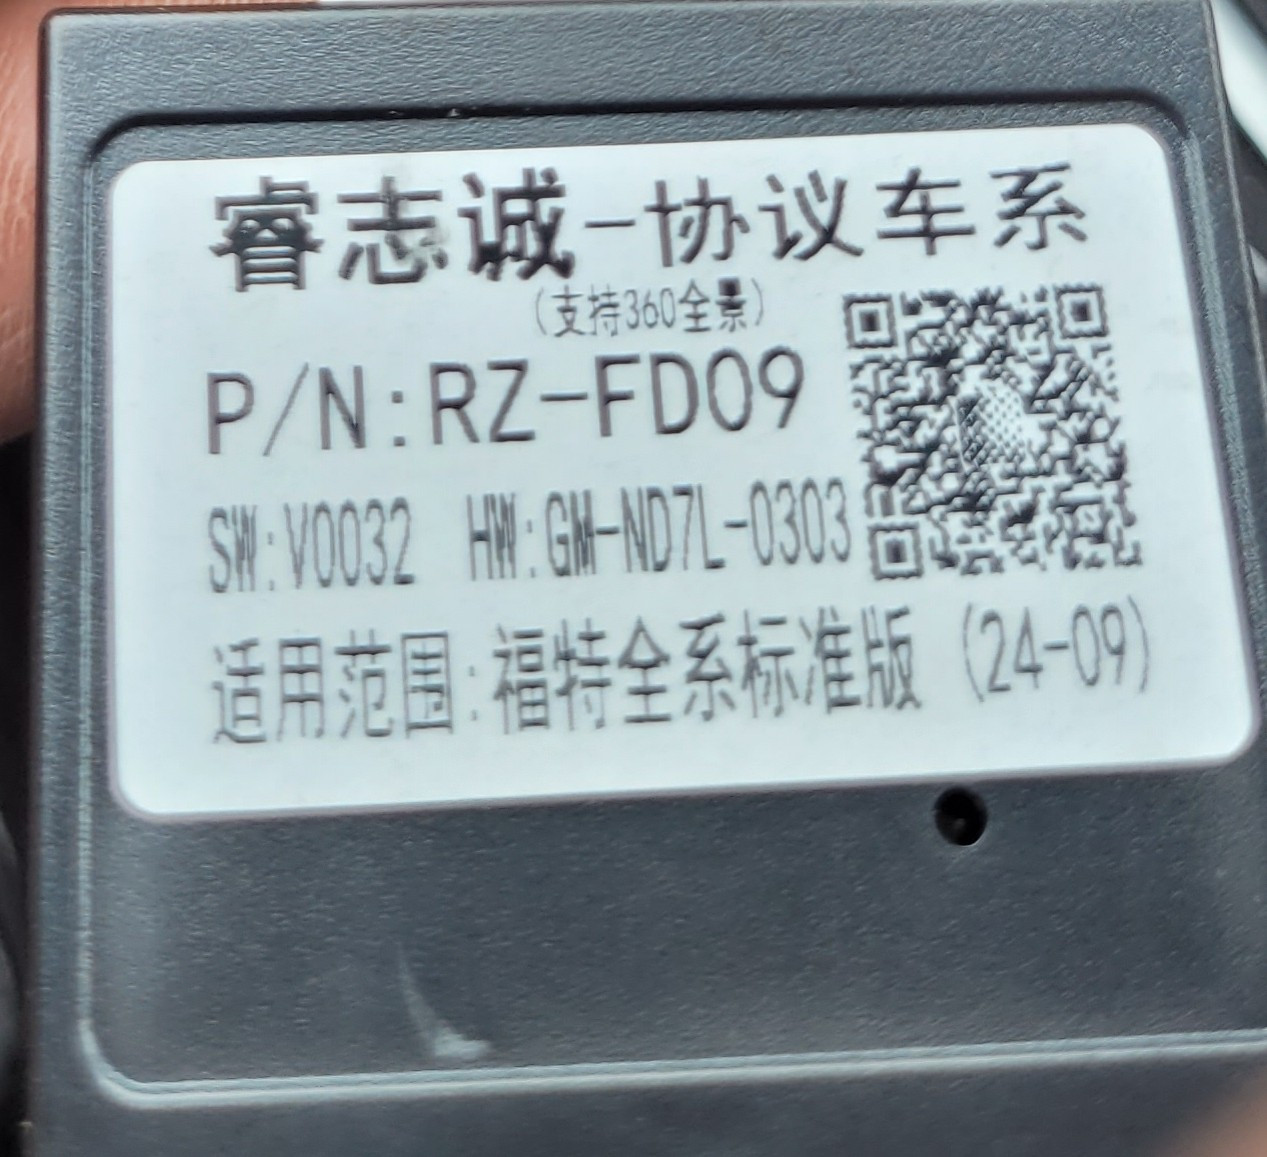 睿志诚-协议车系
(支持360全景)
P/N:RZ-FD09
SW:V0032 HW:GM-ND7L-0303
适用范围:福特全系标准版 (24-09)